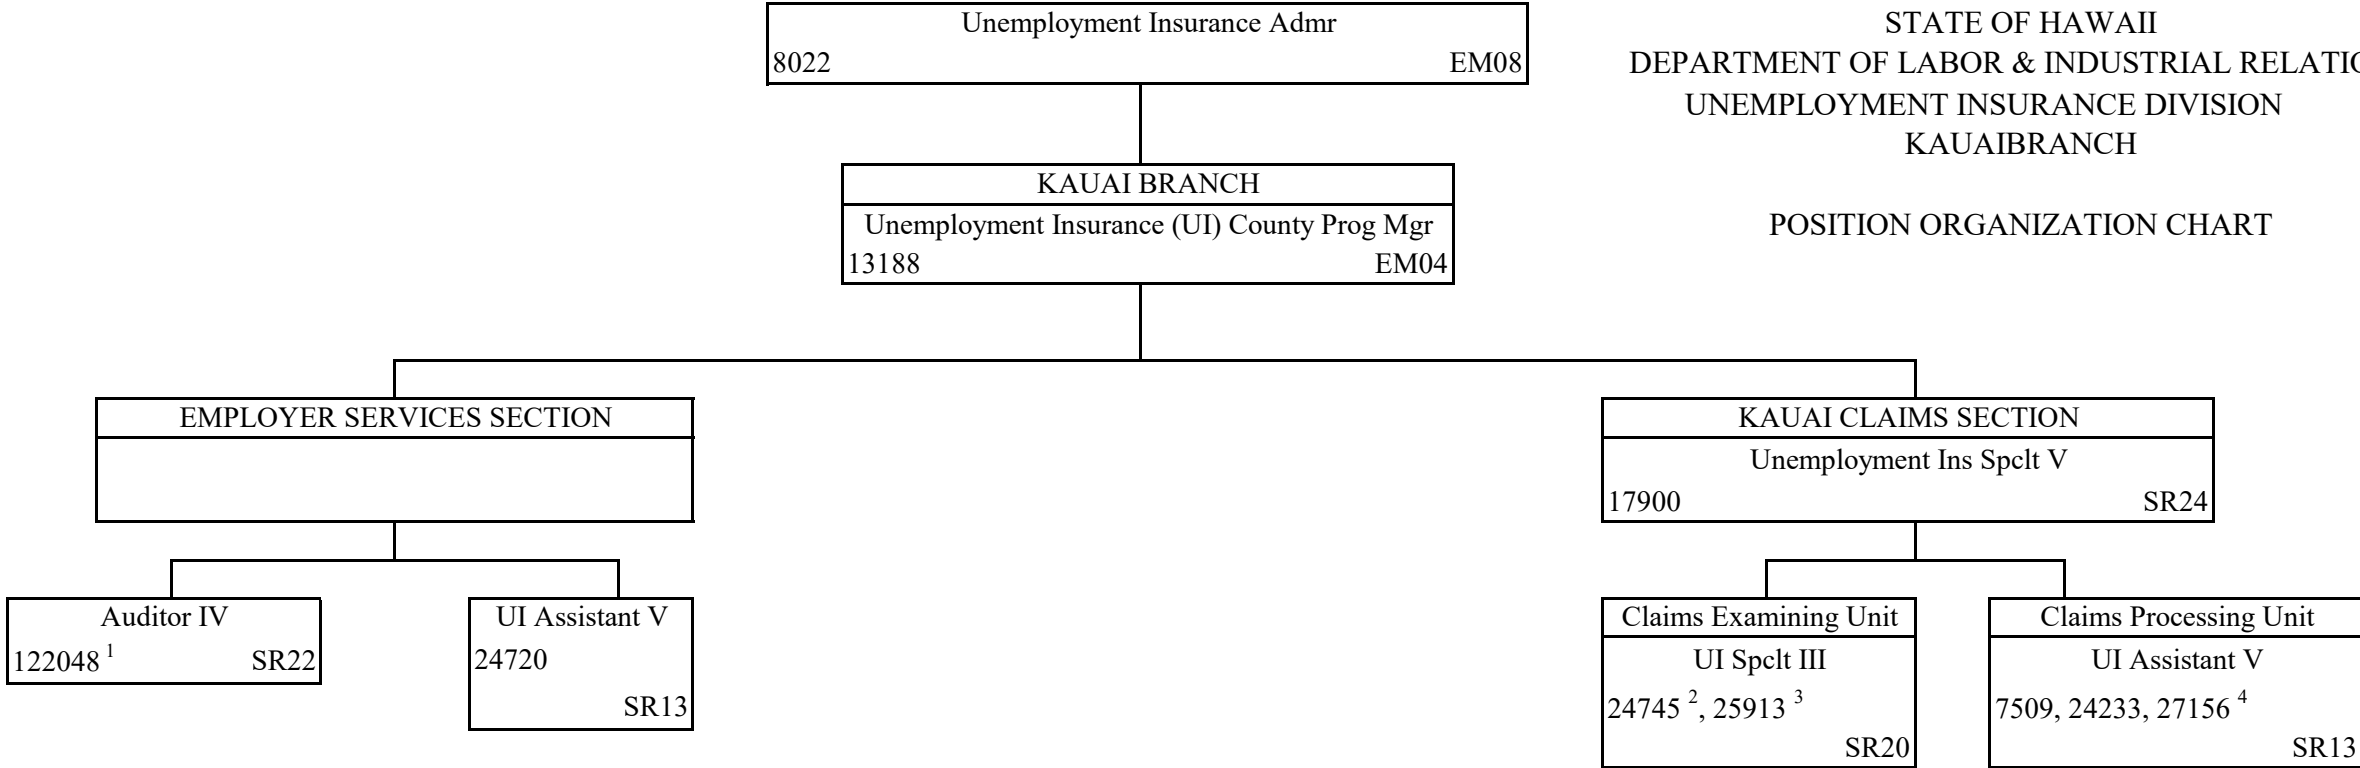 Unemployment Insurance Admr
8022 EM08
STATE OF HAWAII
DEPARTMENT OF LABOR & INDUSTRIAL RELATIO
UNEMPLOYMENT INSURANCE DIVISION
KAUAIBRANCH
POSITION ORGANIZATION CHART
KAUAI BRANCH
Unemployment Insurance (UI) County Prog Mgr
13188 EM04
EMPLOYER SERVICES SECTION
KAUAI CLAIMS SECTION
Unemployment Ins Spclt V
17900 SR24
Auditor IV
122048 1 SR22
UI Assistant V
24720
SR13
Claims Examining Unit
UI Spclt III
24745 2, 25913 3
SR20
Claims Processing Unit
UI Assistant V
7509, 24233, 27156 4
SR13